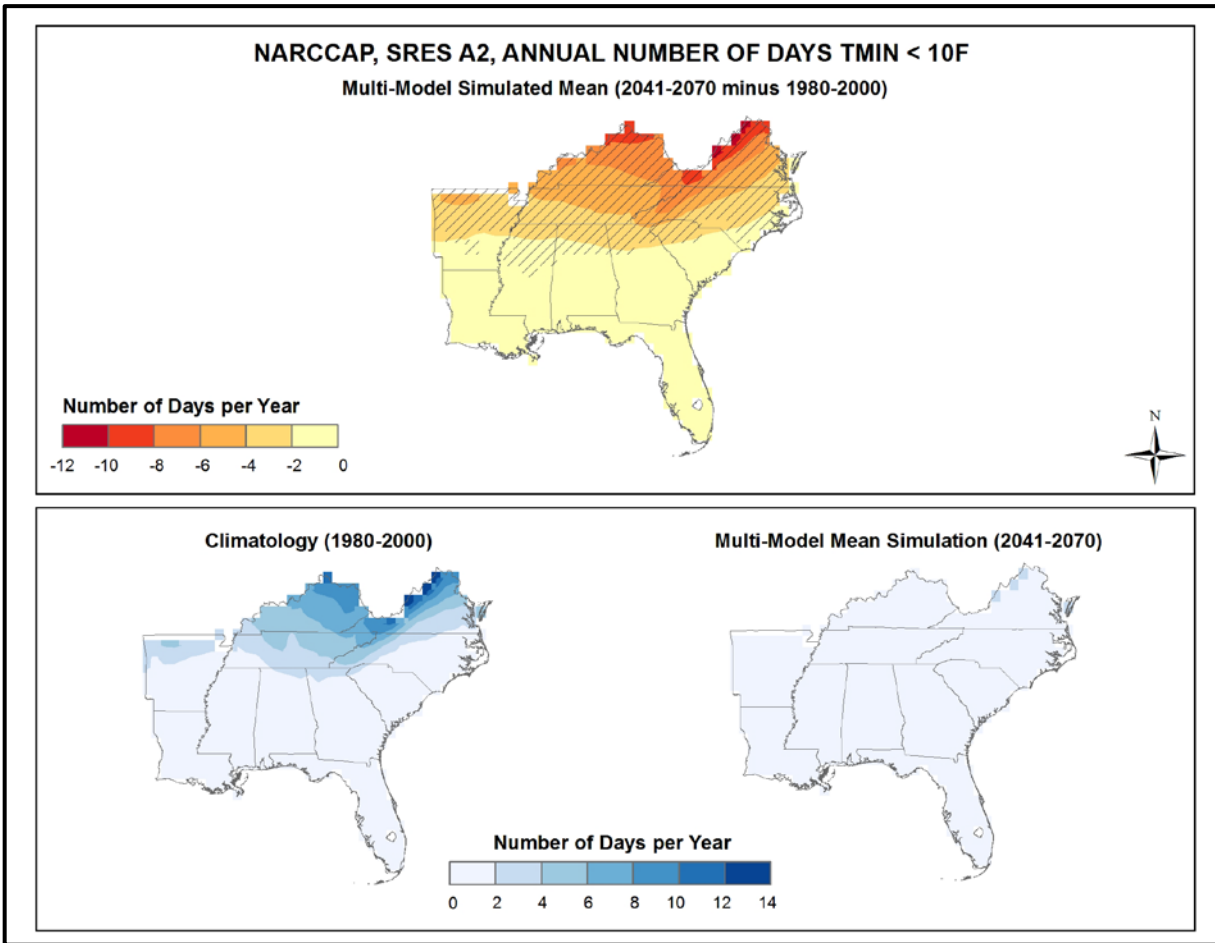 NARCCAP, SRES A2, ANNUAL NUMBER OF DAYS TMIN < 10F
Multi-Model Simulated Mean (2041-2070 minus 1980-2000)
Number of Days per Year
-12 -10 -8 -6 -4 -2 0
N
Climatology (1980-2000)
Multi-Model Mean Simulation (2041-2070)
Number of Days per Year
0 2 4 6 8 10 12 14